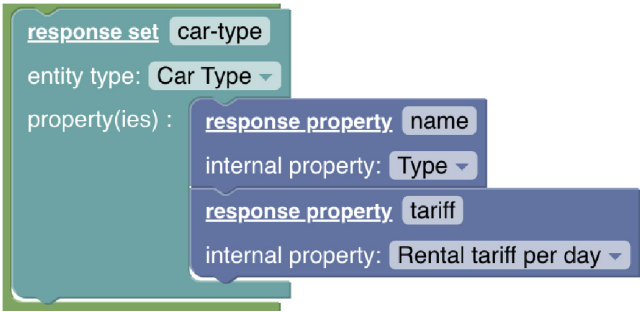 response set car-type
entity type: Car Type
property(ies) : response property name
internal property: Type
response property tariff
internal property: Rental tariff per day